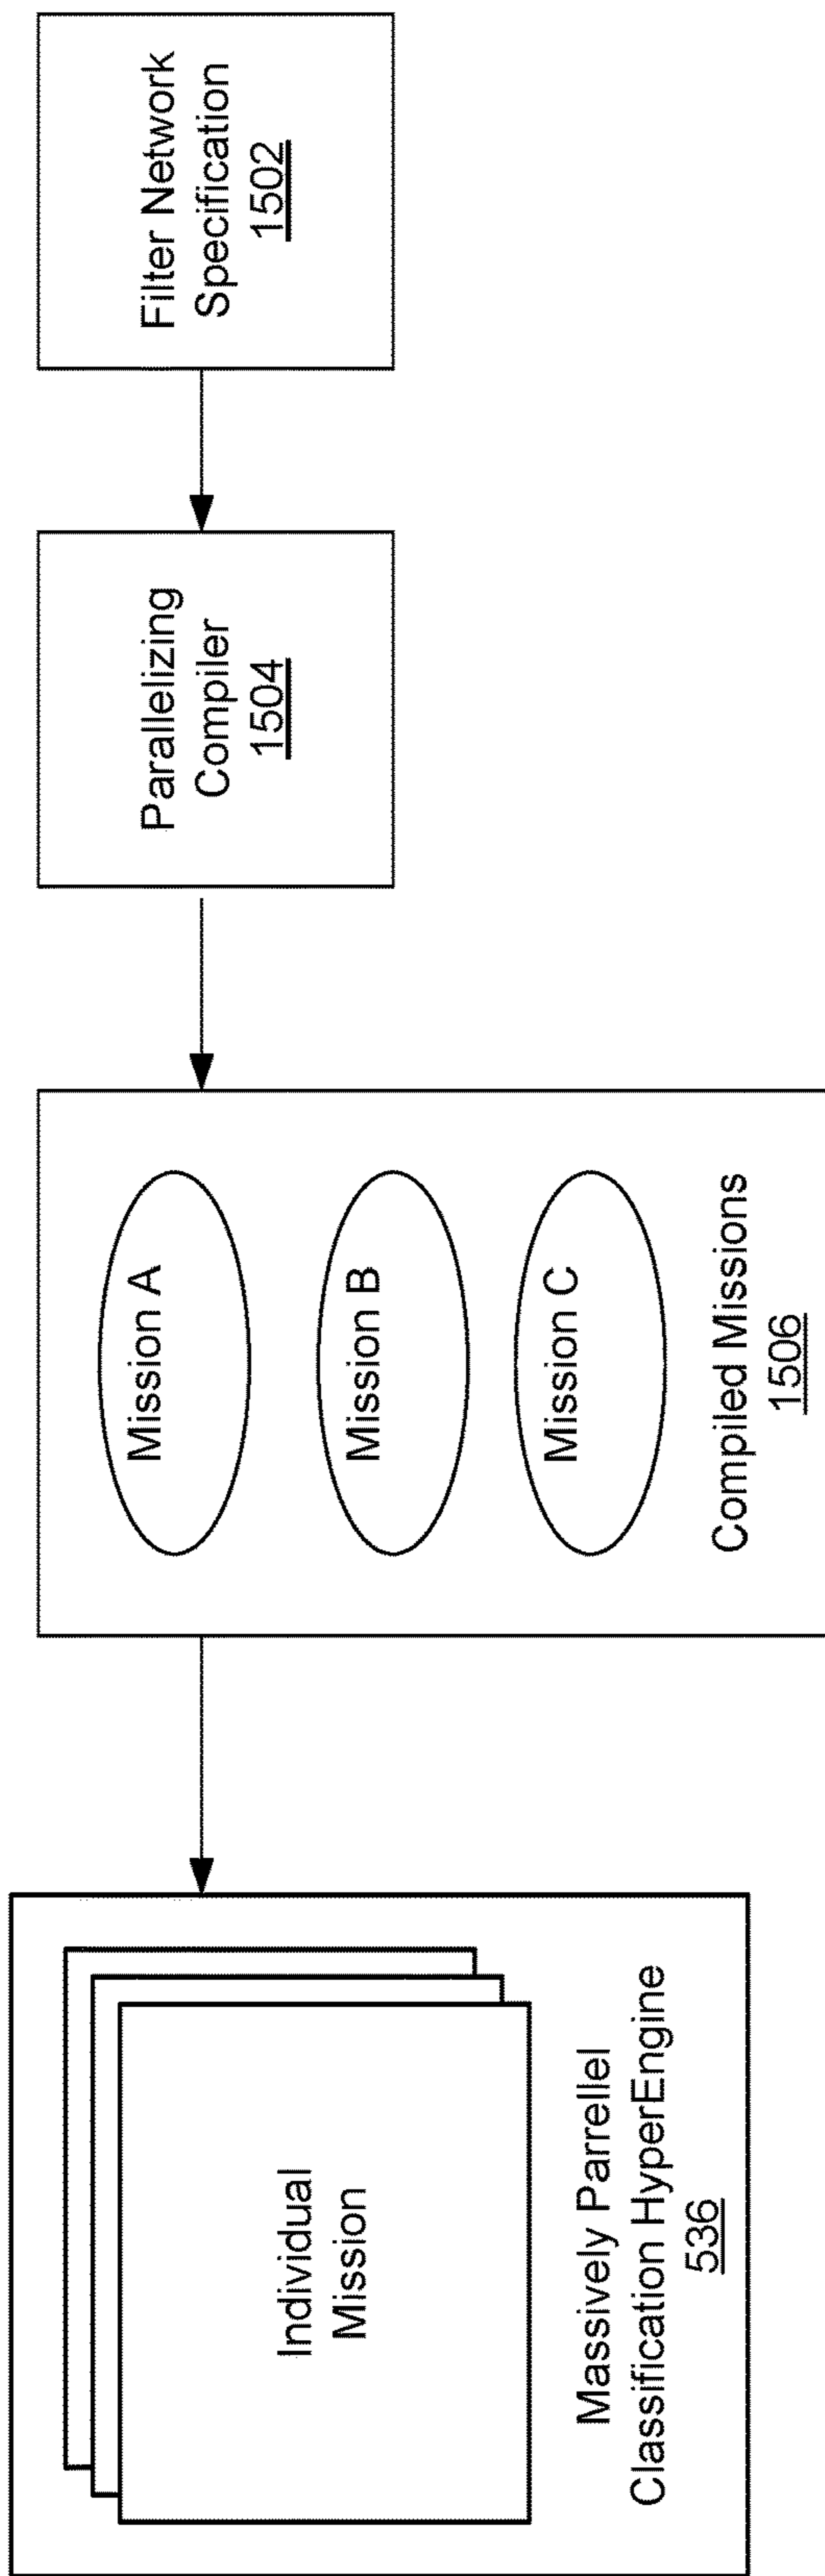 Filter Network
Specification
1502
Parallelizing
Compiler
1504
Mission A
Mission B
Mission C
Compiled Missions
1506
Individual
Mission
Massively Parrellel
Classification HyperEngine
536